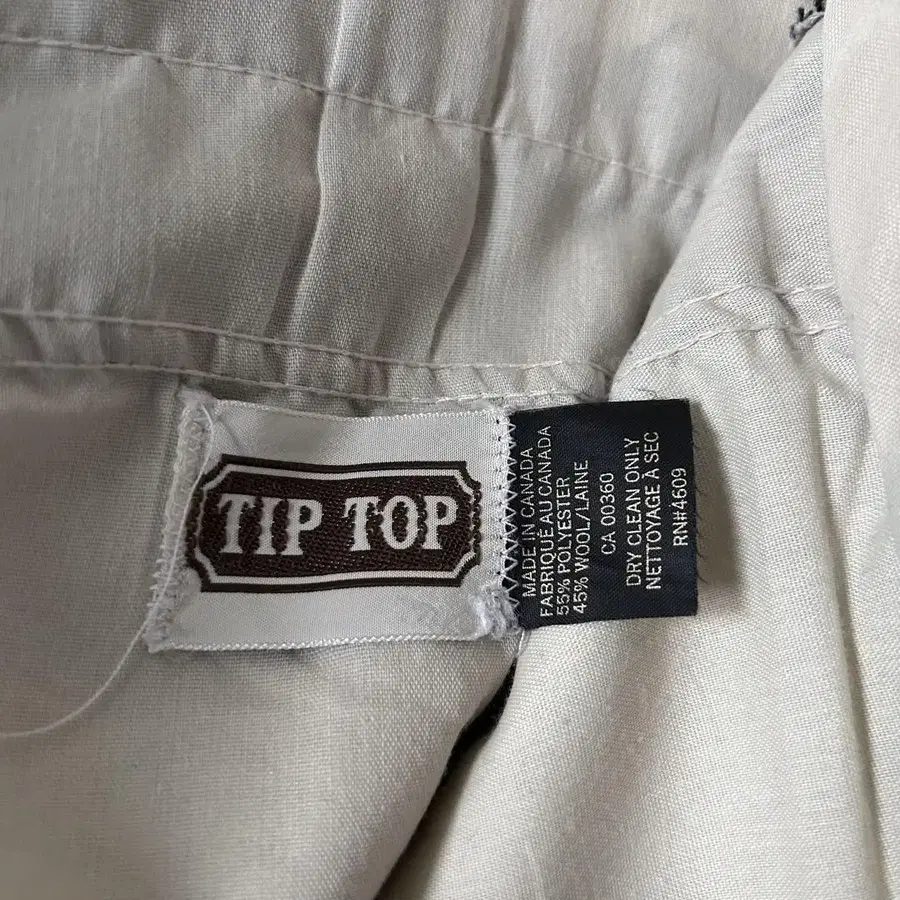 TIP TOP
MADE IN CANADA
FABRIQUÉ AU CANADA
55% POLYESTER
45% WOOL/LAINE
CA 00360
DRY CLEAN ONLY
NETTOYAGE À SEC
RN#4609